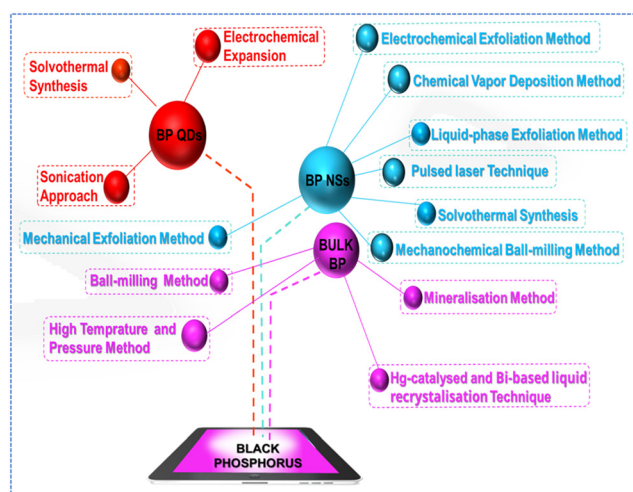 Electrochemical
Expansion
Solvothermal
Synthesis
BP QDs
Sonication
Approach
Electrochemical Exfoliation Method
Chemical Vapor Deposition Method
Liquid-phase Exfoliation Method
Pulsed laser Technique
BP NSs
Solvothermal Synthesis
Mechanochemical Ball-milling Method
Mechanical Exfoliation Method
BULK
BP
Ball-milling Method
High Temprature and
Pressure Method
Mineralisation Method
Hg-catalysed and Bi-based liquid
recrystalisation Technique
BLACK
PHOSPHORUS